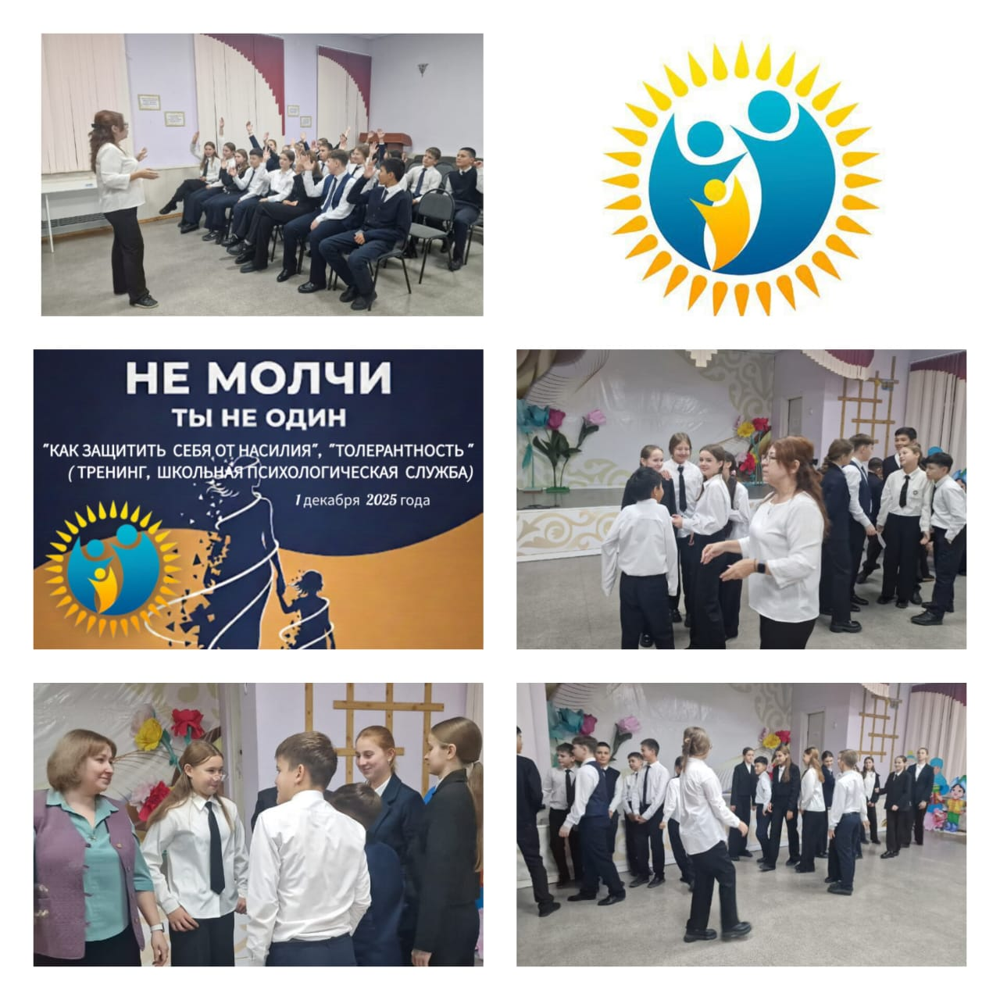 НЕ МОЛЧИ
ТЫ НЕ ОДИН
"КАК ЗАЩИТИТЬ СЕБЯ ОТ НАСИЛИЯ", "ТОЛЕРАНТНОСТЬ"
(ТРЕНИНГ, ШКОЛЬНАЯ ПСИХОЛОГИЧЕСКАЯ СЛУЖБА)
1 декабря 2025 года